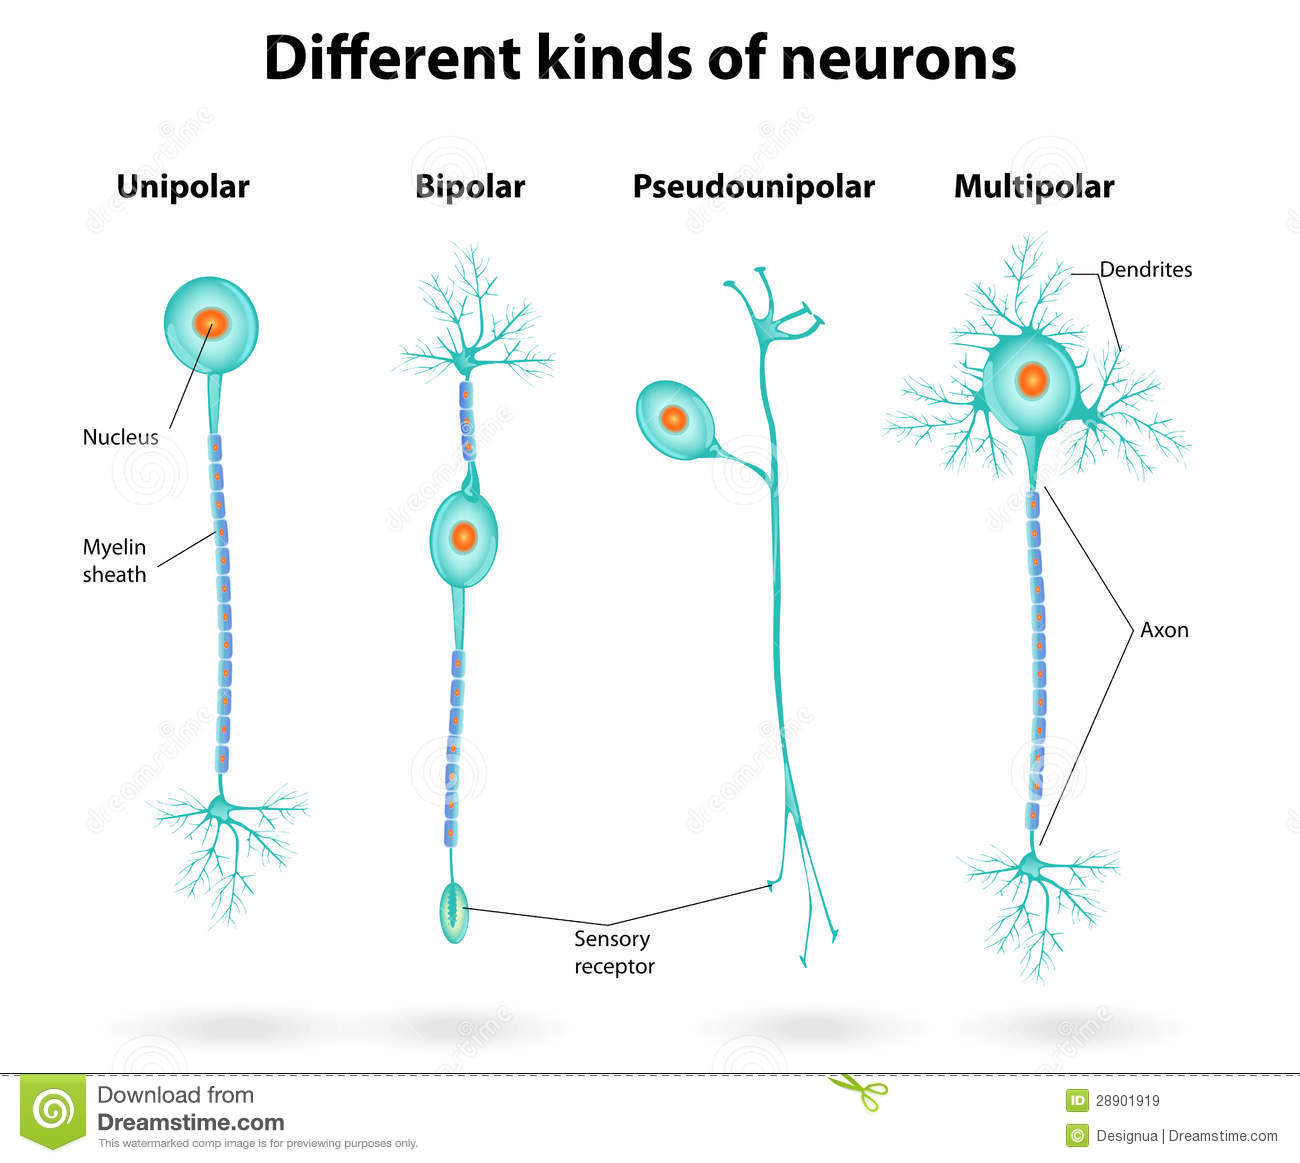 Different kinds of neurons
Unipolar
Bipolar
Pseudounipolar
Multipolar
Dendrites
Nucleus
Myelin
sheath
Axon
Sensory
receptor
dreamstime
Download from
Dreamstime.com
This watermarked comp image is for previewing purposes only.
ID 28901919
© Designua | Dreamstime.com